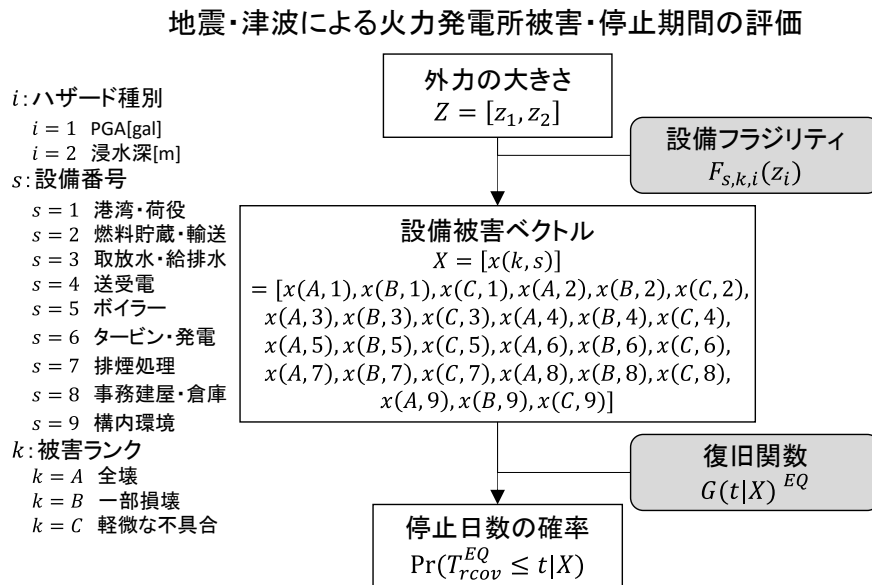 地震・津波による火力発電所被害・停止期間の評価
i:ハザード種別
i = 1 PGA[gal]
i = 2 浸水深[m]
s:設備番号
s = 1 港湾・荷役
s = 2 燃料貯蔵・輸送
s = 3 取放水・給排水
s = 4 送受電
s = 5 ボイラー
s = 6 タービン・発電
s = 7 排煙処理
s = 8 事務建屋・倉庫
s = 9 構内環境
k:被害ランク
k = A 全壊
k = B 一部損壊
k = C 軽微な不具合
外力の大きさ
Z = [z₁, z₂]
設備フラジリティ
F_{s,k,i}(z_i)
設備被害ベクトル
X = [x(k, s)]
= [x(A, 1), x(B, 1), x(C, 1), x(A, 2), x(B, 2), x(C, 2),
x(A, 3), x(B, 3), x(C, 3), x(A, 4), x(B, 4), x(C, 4),
x(A, 5), x(B, 5), x(C, 5), x(A, 6), x(B, 6), x(C, 6),
x(A, 7), x(B, 7), x(C, 7), x(A, 8), x(B, 8), x(C, 8),
x(A, 9), x(B, 9), x(C, 9)]
復旧関数
G(t|X) ^{EQ}
停止日数の確率
Pr(T_{rcov}^{EQ} ≤ t|X)